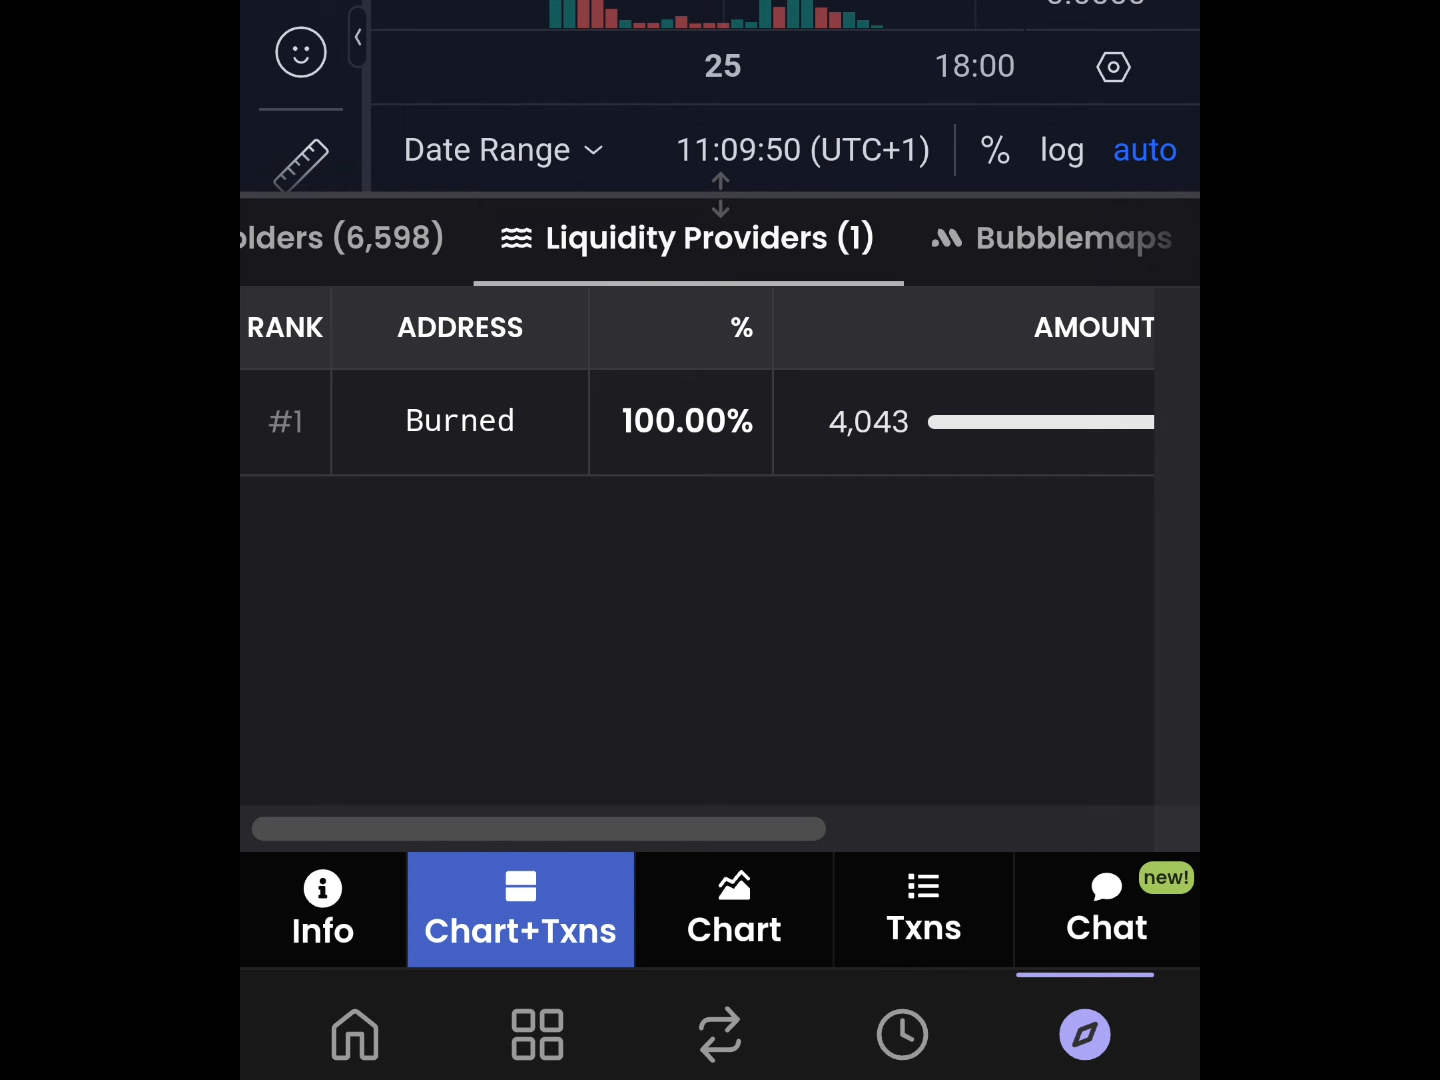 25 18:00
Date Range 11:09:50 (UTC+1) % log auto
olders (6,598) Liquidity Providers (1) Bubblemaps
RANK ADDRESS % AMOUNT
#1 Burned 100.00% 4,043
new!
Info Chart+Txns Chart Txns Chat